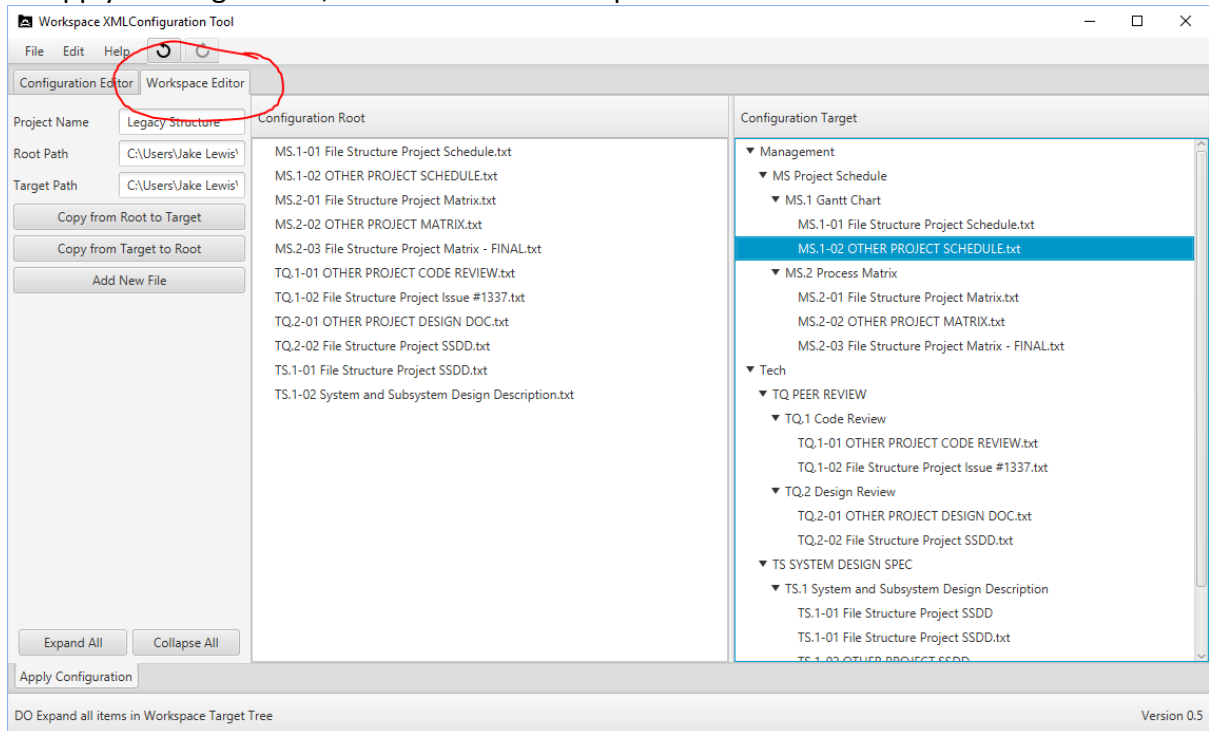 Workspace XMLConfiguration Tool
File Edit Help
Configuration Editor Workspace Editor
Project Name Legacy Structure
Root Path C:\Users\Jake Lewis\
Target Path C:\Users\Jake Lewis\
Copy from Root to Target
Copy from Target to Root
Add New File
Expand All Collapse All
Configuration Root
MS.1-01 File Structure Project Schedule.txt
MS.1-02 OTHER PROJECT SCHEDULE.txt
MS.2-01 File Structure Project Matrix.txt
MS.2-02 OTHER PROJECT MATRIX.txt
MS.2-03 File Structure Project Matrix - FINAL.txt
TQ.1-01 OTHER PROJECT CODE REVIEW.txt
TQ.1-02 File Structure Project Issue #1337.txt
TQ.2-01 OTHER PROJECT DESIGN DOC.txt
TQ.2-02 File Structure Project SSDD.txt
TS.1-01 File Structure Project SSDD.txt
TS.1-02 System and Subsystem Design Description.txt
Configuration Target
Management
MS Project Schedule
MS.1 Gantt Chart
MS.1-01 File Structure Project Schedule.txt
MS.1-02 OTHER PROJECT SCHEDULE.txt
MS.2 Process Matrix
MS.2-01 File Structure Project Matrix.txt
MS.2-02 OTHER PROJECT MATRIX.txt
MS.2-03 File Structure Project Matrix - FINAL.txt
Tech
TQ PEER REVIEW
TQ.1 Code Review
TQ.1-01 OTHER PROJECT CODE REVIEW.txt
TQ.1-02 File Structure Project Issue #1337.txt
TQ.2 Design Review
TQ.2-01 OTHER PROJECT DESIGN DOC.txt
TQ.2-02 File Structure Project SSDD.txt
TS SYSTEM DESIGN SPEC
TS.1 System and Subsystem Design Description
TS.1-01 File Structure Project SSDD
TS.1-01 File Structure Project SSDD.txt
TS.1-02 OTHER PROJECT SSDD
Apply Configuration
DO Expand all items in Workspace Target Tree
Version 0.5